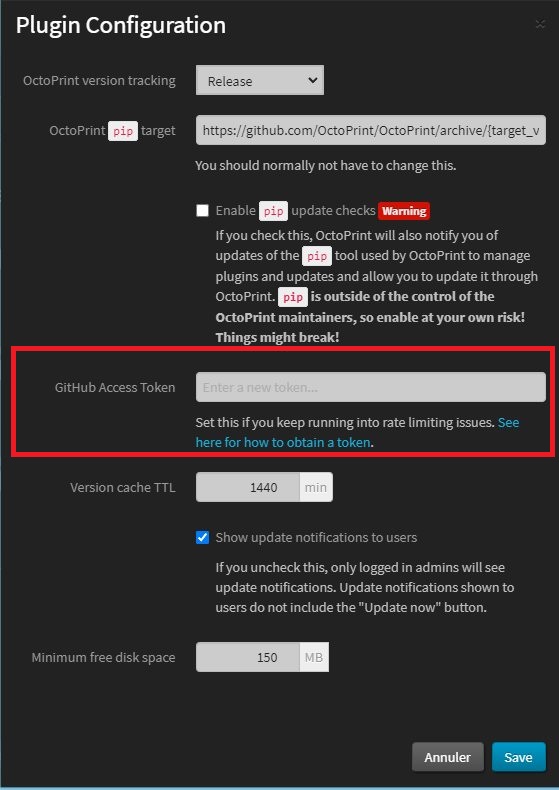 Plugin Configuration
OctoPrint version tracking Release
OctoPrint pip target https://github.com/OctoPrint/OctoPrint/archive/{target_v
You should normally not have to change this.
Enable pip update checks Warning
If you check this, OctoPrint will also notify you of
updates of the pip tool used by OctoPrint to manage
plugins and updates and allow you to update it through
OctoPrint. pip is outside of the control of the
OctoPrint maintainers, so enable at your own risk!
Things might break!
GitHub Access Token Enter a new token...
Set this if you keep running into rate limiting issues. See
here for how to obtain a token.
Version cache TTL 1440 min
Show update notifications to users
If you uncheck this, only logged in admins will see
update notifications. Update notifications shown to
users do not include the "Update now" button.
Minimum free disk space 150 MB
Annuler Save